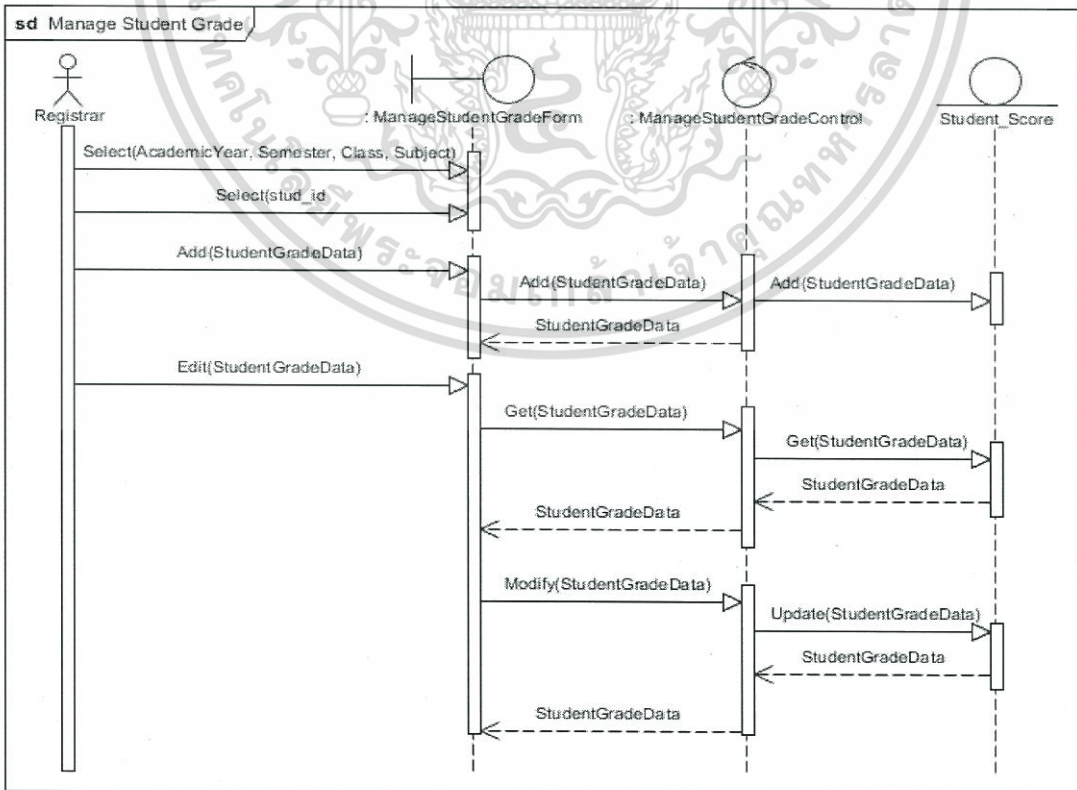 sd Manage Student Grade
Registrar
: ManageStudentGradeForm
: ManageStudentGradeControl
Student_Score
Select(AcademicYear, Semester, Class, Subject)
Select(stud_id
Add(StudentGradeData)
Add(StudentGradeData)
Add(StudentGradeData)
StudentGradeData
Edit(StudentGradeData)
Get(StudentGradeData)
Get(StudentGradeData)
StudentGradeData
StudentGradeData
Modify(StudentGradeData)
Update(StudentGradeData)
StudentGradeData
StudentGradeData